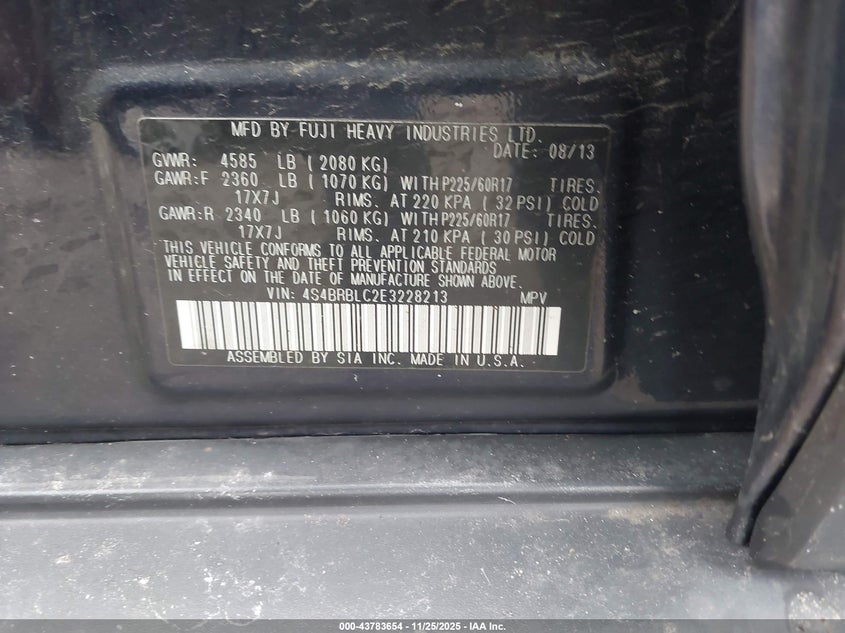 MFD BY FUJI HEAVY INDUSTRIES LTD.
DATE: 08/13
GVWR: 4585 LB ( 2080 KG)
GAWR:F 2360 LB ( 1070 KG) WITH P225/60R17 TIRES.
17X7J RIMS. AT 220 KPA ( 32 PSI) COLD
GAWR:R 2340 LB ( 1060 KG) WITH P225/60R17 TIRES.
17X7J RIMS. AT 210 KPA ( 30 PSI) COLD
THIS VEHICLE CONFORMS TO ALL APPLICABLE FEDERAL MOTOR
VEHICLE SAFETY AND THEFT PREVENTION STANDARDS
IN EFFECT ON THE DATE OF MANUFACTURE SHOWN ABOVE.
VIN: 4S4BRBLC2E3228213 MPV
ASSEMBLED BY SIA INC. MADE IN U.S.A.
000-43783654 - 11/25/2025 - IAA Inc.